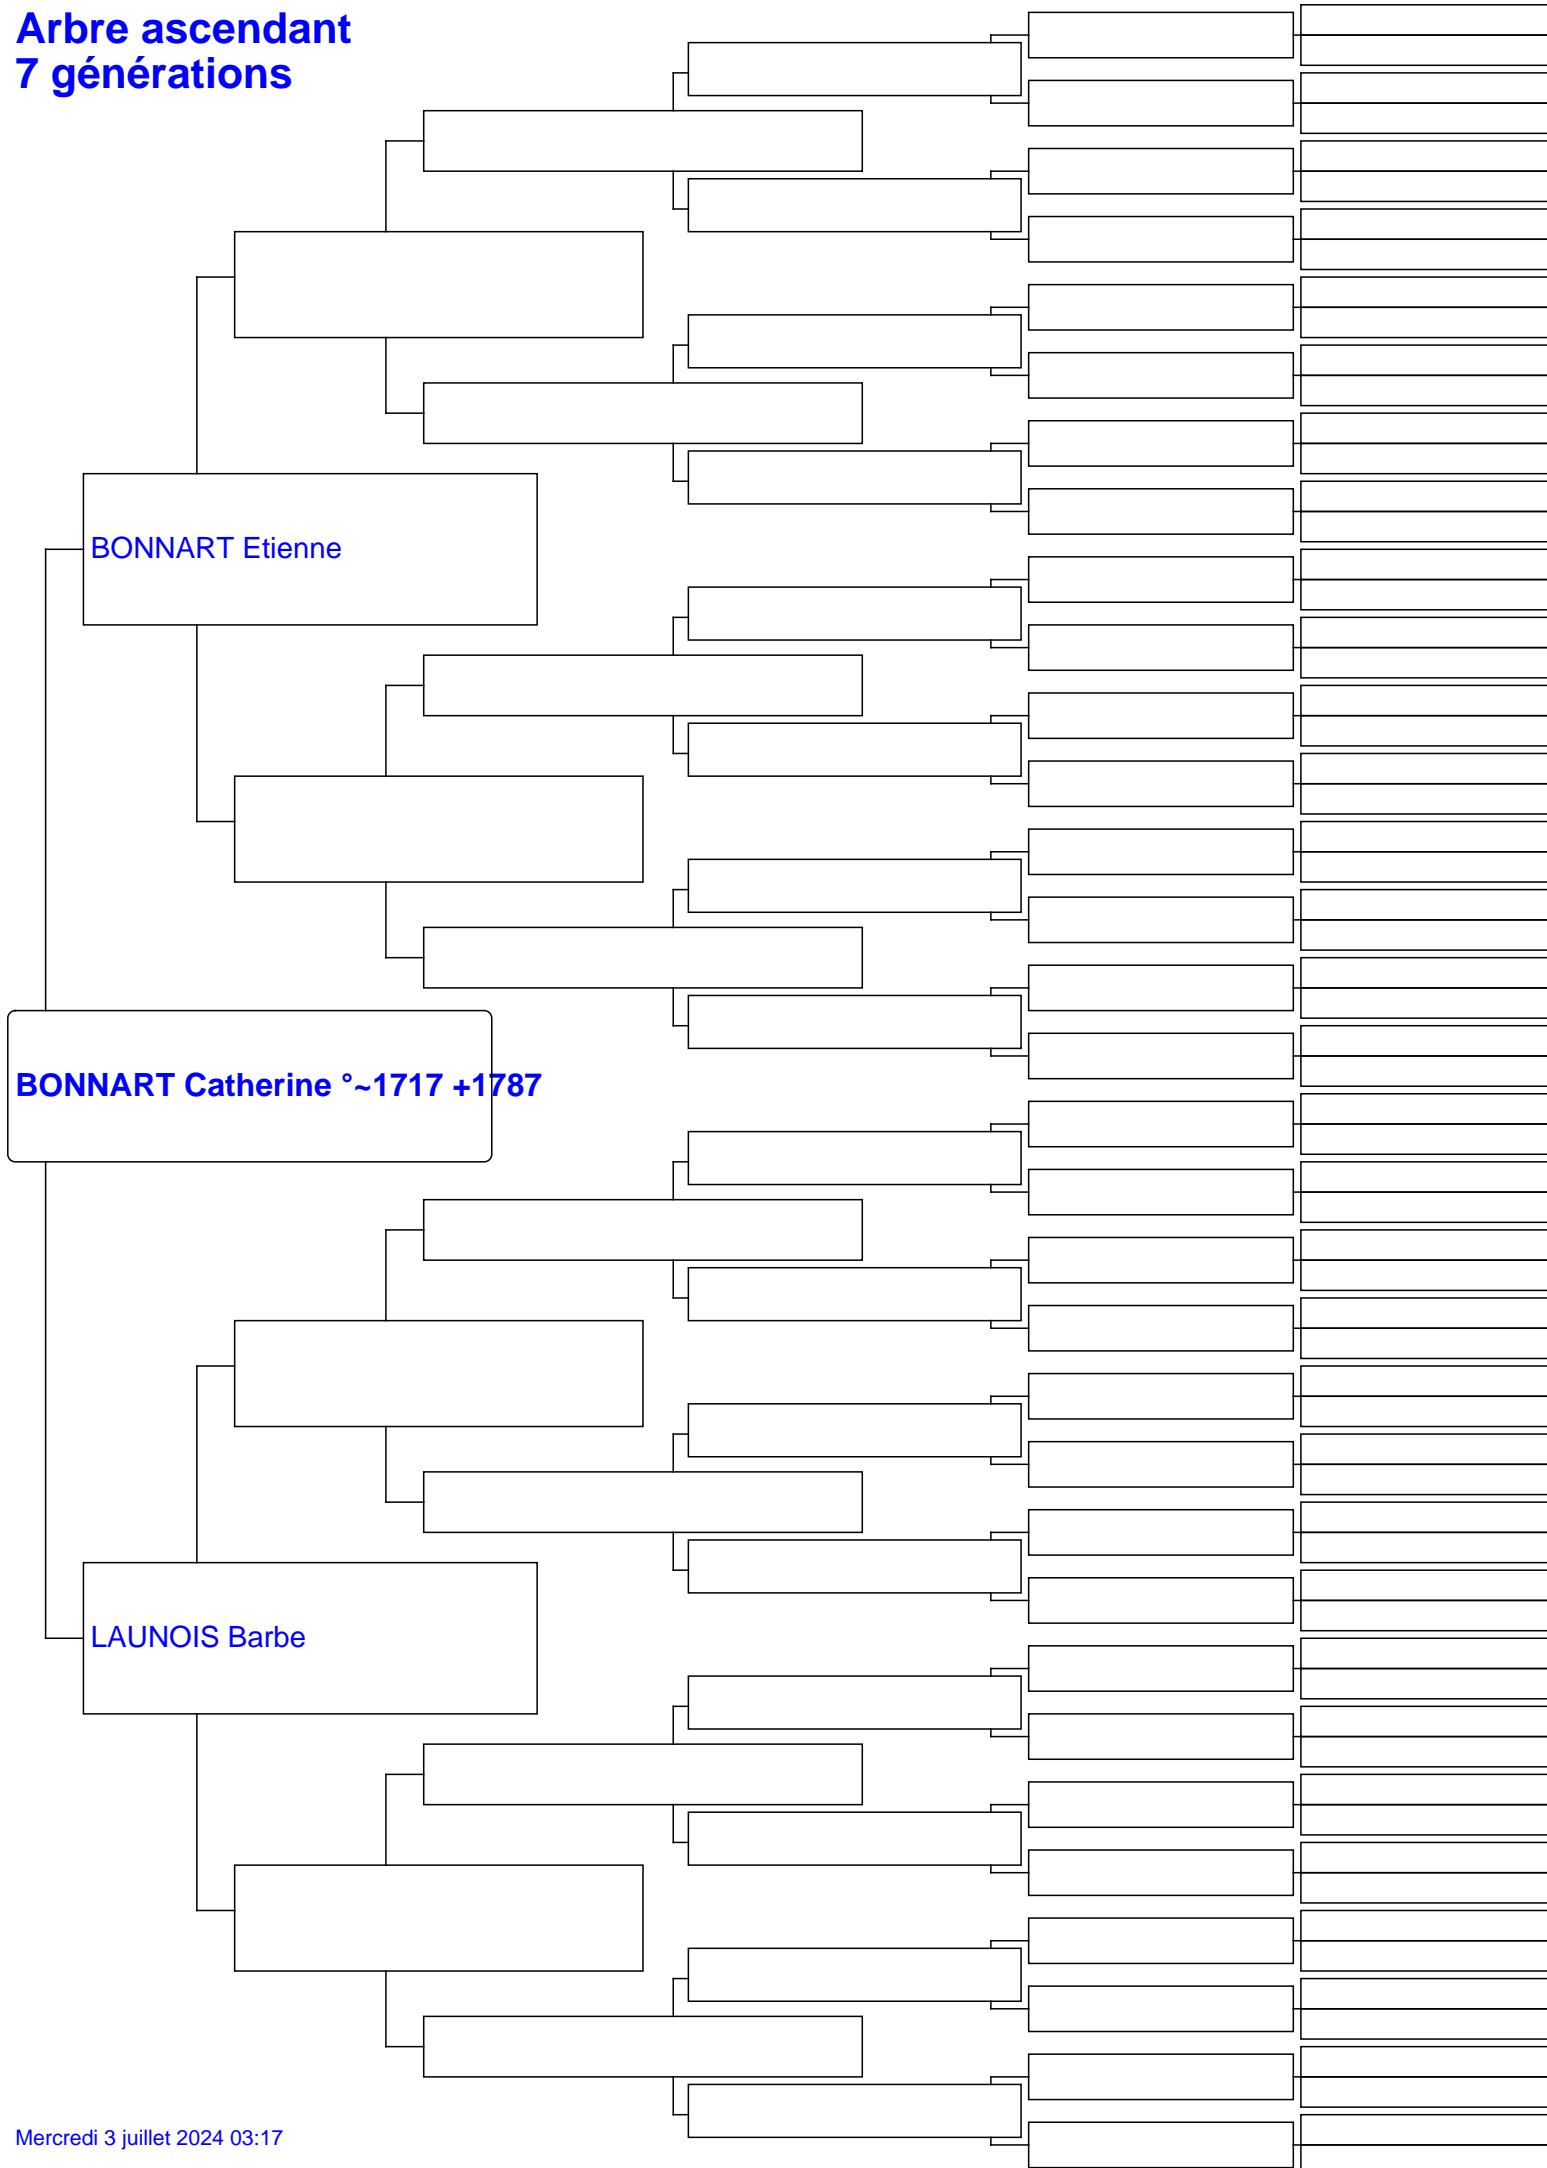 Arbre ascendant
7 générations
BONNART Etienne
BONNART Catherine °~1717 +1787
LAUNOIS Barbe
Mercredi 3 juillet 2024 03:17